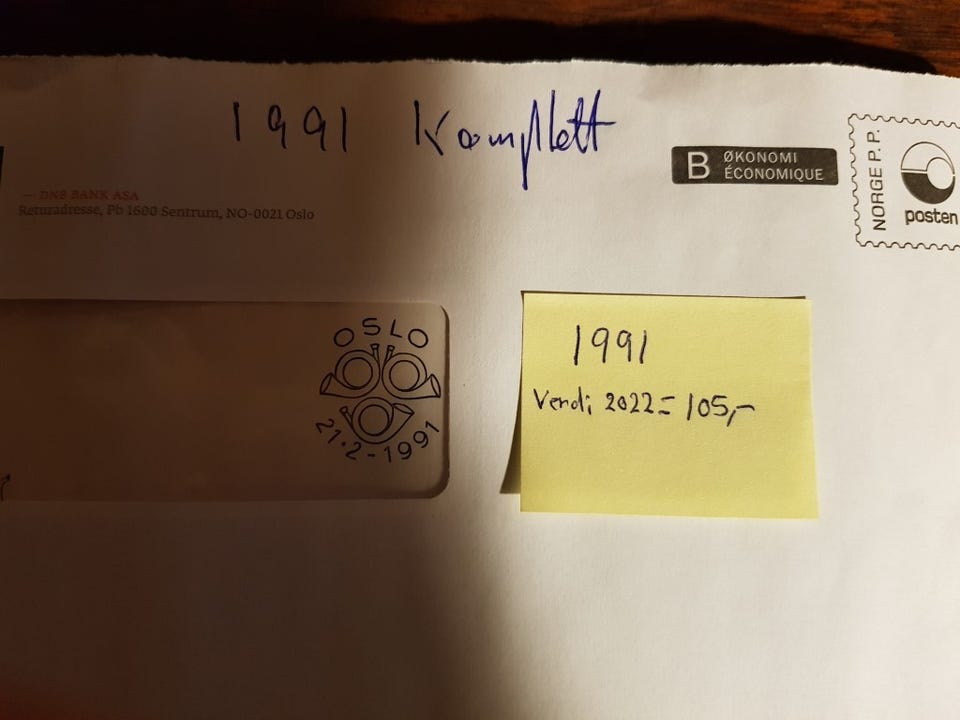 1991 Komplett
B ØKONOMI
ÉCONOMIQUE
NORGE P. P.
posten
— DNB BANK ASA
Returadresse, Pb 1600 Sentrum, NO-0021 Oslo
OSLO
21·2-1991
1991
Verdi 2022 = 105,-